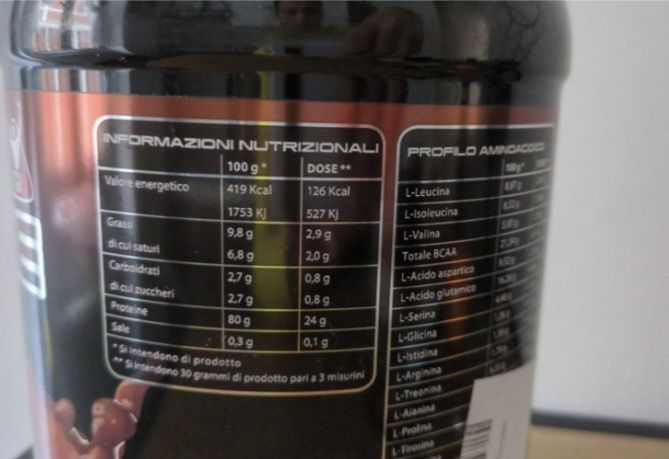 INFORMAZIONI NUTRIZIONALI
100 g * DOSE **
Valore energetico 419 Kcal 126 Kcal
1753 KJ 527 KJ
Grassi 9,8 g 2,9 g
di cui saturi 6,8 g 2,0 g
Carboidrati 2,7 g 0,8 g
di cui zuccheri 2,7 g 0,8 g
Proteine 80 g 24 g
Sale 0,3 g 0,1 g
* Si intendono di prodotto
** Si intendono 30 grammi di prodotto pari a 3 misurini
PROFILO
100 g*
L-Leucina
L-Isoleucina
L-Valina
Totale BCAA
L-Acido aspartico
L-Acido glutamico
L-Serina
L-Glicina
L-Istidina
L-Arginina
L-Treonina
L-Alanina
L-Prolina
L-Tirosina